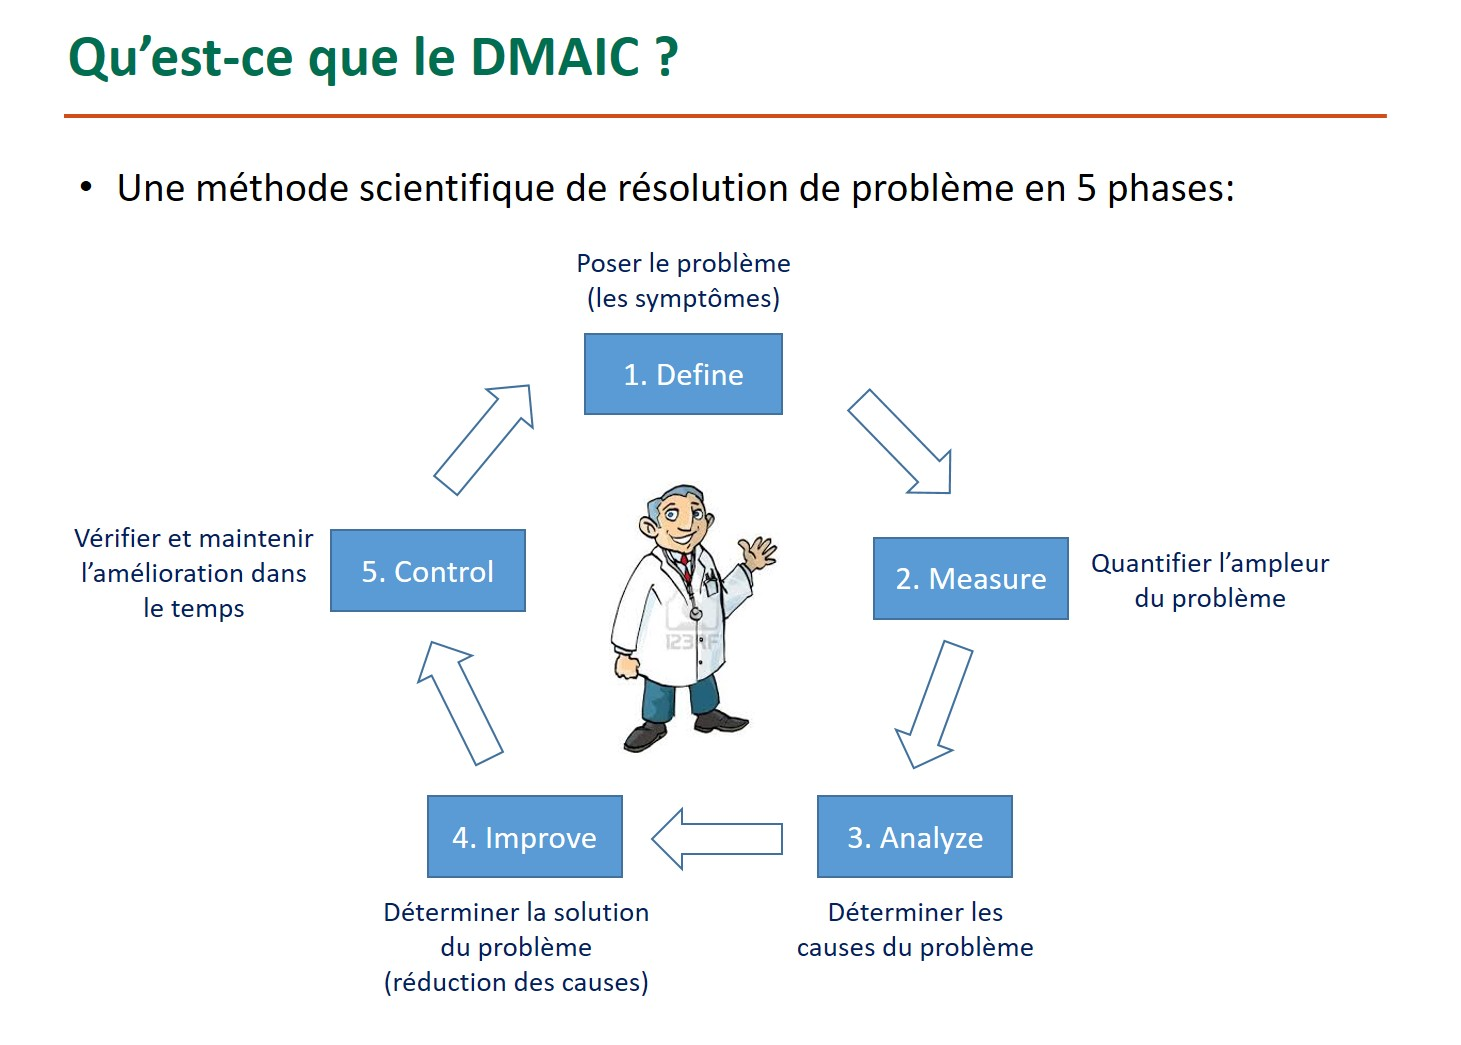 Qu’est-ce que le DMAIC ?
• Une méthode scientifique de résolution de problème en 5 phases:
Poser le problème
(les symptômes)
1. Define
Vérifier et maintenir
l’amélioration dans
le temps
5. Control
2. Measure
Quantifier l’ampleur
du problème
123RF
4. Improve
3. Analyze
Déterminer la solution
du problème
(réduction des causes)
Déterminer les
causes du problème